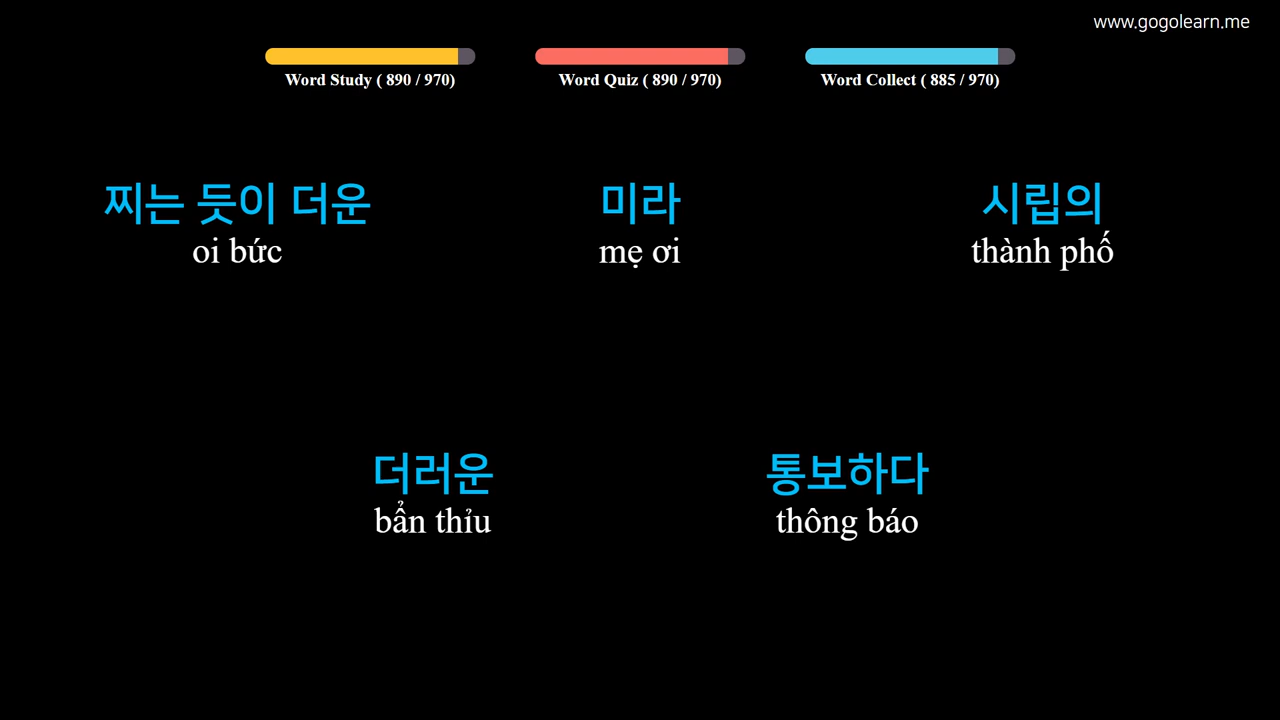 www.gogolearn.me
Word Study ( 890 / 970)
Word Quiz ( 890 / 970)
Word Collect ( 885 / 970)
찌는 듯이 더운
oi bức
미라
mẹ ơi
시립의
thành phố
더러운
bẩn thỉu
통보하다
thông báo